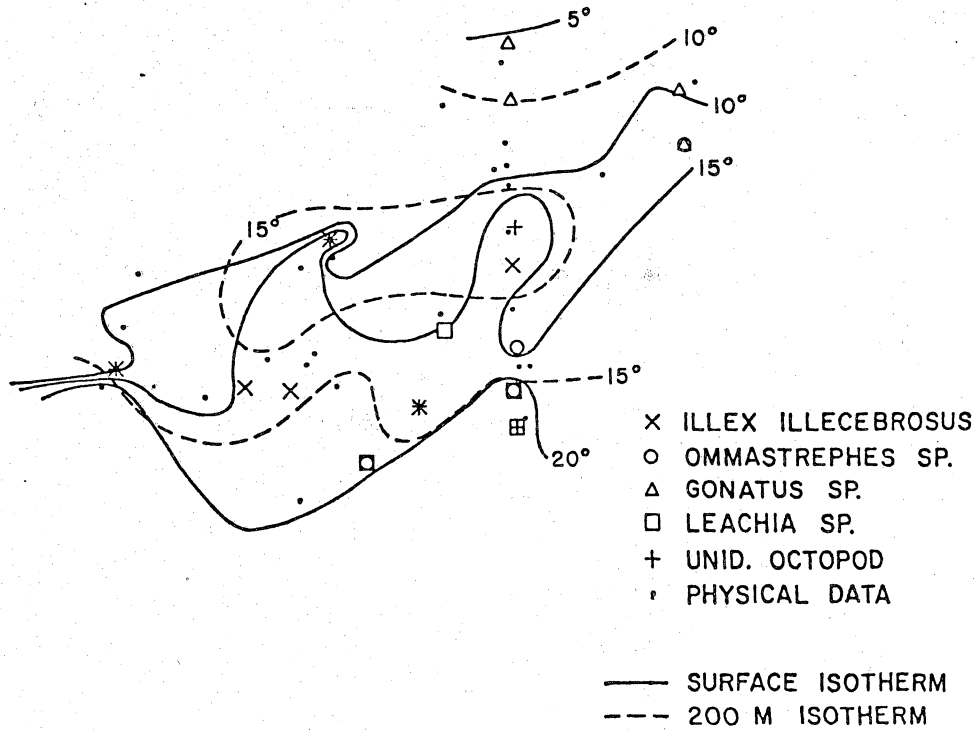 5°
10°
10°
15°
15°
15°
20°
ILLEX ILLECEBROSUS
OMMASTREPHES SP.
GONATUS SP.
LEACHIA SP.
UNID. OCTOPOD
PHYSICAL DATA
SURFACE ISOTHERM
200 M ISOTHERM